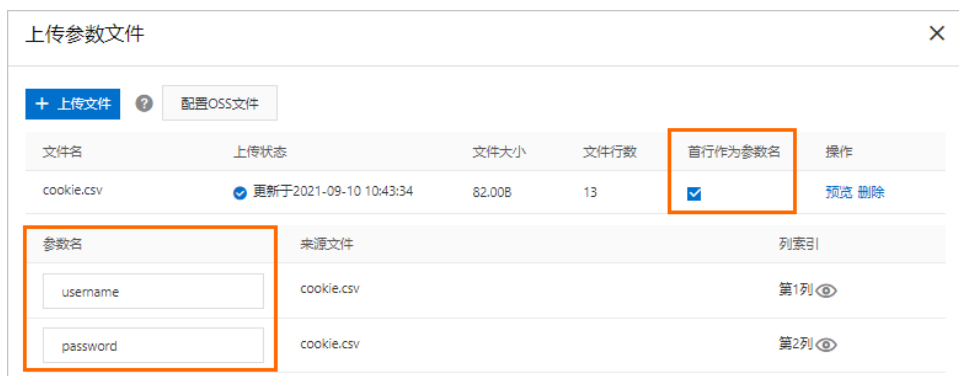 上传参数文件
+ 上传文件 ? 配置OSS文件
文件名 上传状态 文件大小 文件行数 首行作为参数名 操作
cookie.csv 更新于2021-09-10 10:43:34 82.00B 13 预览 删除
参数名 来源文件 列索引
username cookie.csv 第1列
password cookie.csv 第2列